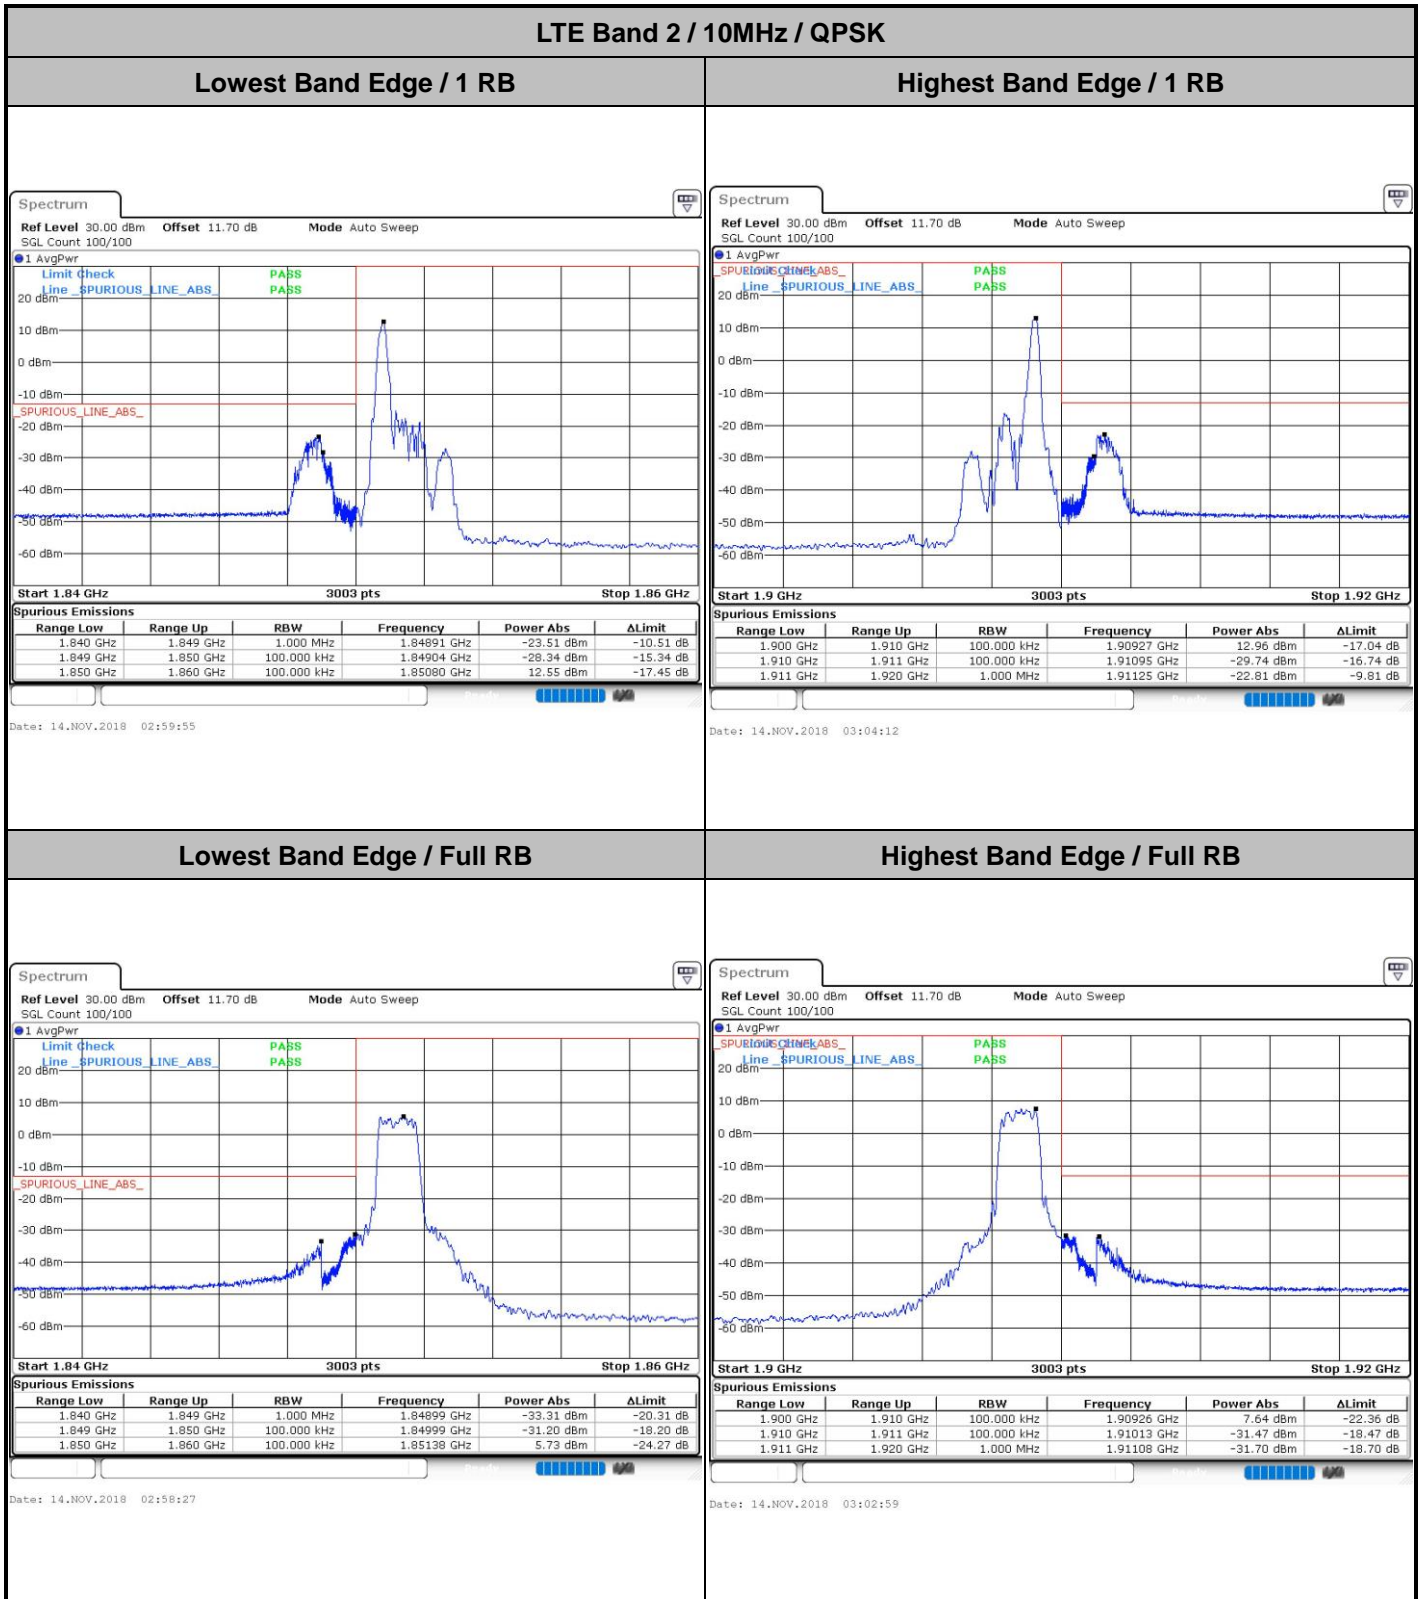 LTE Band 2 / 10MHz / QPSK
Lowest Band Edge / 1 RB
Highest Band Edge / 1 RB
Spectrum
Ref Level 30.00 dBm Offset 11.70 dB Mode Auto Sweep
SGL Count 100/100
1 AvgPwr
Limit Check PASS
Line _SPURIOUS_LINE_ABS_ PASS
20 dBm
10 dBm
0 dBm
-10 dBm
_SPURIOUS_LINE_ABS_
-20 dBm
-30 dBm
-40 dBm
-50 dBm
-60 dBm
Start 1.84 GHz 3003 pts Stop 1.86 GHz
Spurious Emissions
Range Low Range Up RBW Frequency Power Abs ΔLimit
1.840 GHz 1.849 GHz 1.000 MHz 1.84891 GHz -23.51 dBm -10.51 dB
1.849 GHz 1.850 GHz 100.000 kHz 1.84904 GHz -28.34 dBm -15.34 dB
1.850 GHz 1.860 GHz 100.000 kHz 1.85080 GHz 12.55 dBm -17.45 dB
Date: 14.NOV.2018 02:59:55
Spectrum
Ref Level 30.00 dBm Offset 11.70 dB Mode Auto Sweep
SGL Count 100/100
1 AvgPwr
_SPURIOUS_LINE_ABS_
Limit Check PASS
Line _SPURIOUS_LINE_ABS_ PASS
20 dBm
10 dBm
0 dBm
-10 dBm
-20 dBm
-30 dBm
-40 dBm
-50 dBm
-60 dBm
Start 1.9 GHz 3003 pts Stop 1.92 GHz
Spurious Emissions
Range Low Range Up RBW Frequency Power Abs ΔLimit
1.900 GHz 1.910 GHz 100.000 kHz 1.90927 GHz 12.96 dBm -17.04 dB
1.910 GHz 1.911 GHz 100.000 kHz 1.91095 GHz -29.74 dBm -16.74 dB
1.911 GHz 1.920 GHz 1.000 MHz 1.91125 GHz -22.81 dBm -9.81 dB
Date: 14.NOV.2018 03:04:12
Lowest Band Edge / Full RB
Highest Band Edge / Full RB
Spectrum
Ref Level 30.00 dBm Offset 11.70 dB Mode Auto Sweep
SGL Count 100/100
1 AvgPwr
Limit Check PASS
Line _SPURIOUS_LINE_ABS_ PASS
20 dBm
10 dBm
0 dBm
-10 dBm
_SPURIOUS_LINE_ABS_
-20 dBm
-30 dBm
-40 dBm
-50 dBm
-60 dBm
Start 1.84 GHz 3003 pts Stop 1.86 GHz
Spurious Emissions
Range Low Range Up RBW Frequency Power Abs ΔLimit
1.840 GHz 1.849 GHz 1.000 MHz 1.84899 GHz -33.31 dBm -20.31 dB
1.849 GHz 1.850 GHz 100.000 kHz 1.84999 GHz -31.20 dBm -18.20 dB
1.850 GHz 1.860 GHz 100.000 kHz 1.85138 GHz 5.73 dBm -24.27 dB
Date: 14.NOV.2018 02:58:27
Spectrum
Ref Level 30.00 dBm Offset 11.70 dB Mode Auto Sweep
SGL Count 100/100
1 AvgPwr
_SPURIOUS_LINE_ABS_
Limit Check PASS
Line _SPURIOUS_LINE_ABS_ PASS
20 dBm
10 dBm
0 dBm
-10 dBm
-20 dBm
-30 dBm
-40 dBm
-50 dBm
-60 dBm
Start 1.9 GHz 3003 pts Stop 1.92 GHz
Spurious Emissions
Range Low Range Up RBW Frequency Power Abs ΔLimit
1.900 GHz 1.910 GHz 100.000 kHz 1.90926 GHz 7.64 dBm -22.36 dB
1.910 GHz 1.911 GHz 100.000 kHz 1.91013 GHz -31.47 dBm -18.47 dB
1.911 GHz 1.920 GHz 1.000 MHz 1.91108 GHz -31.70 dBm -18.70 dB
Date: 14.NOV.2018 03:02:59